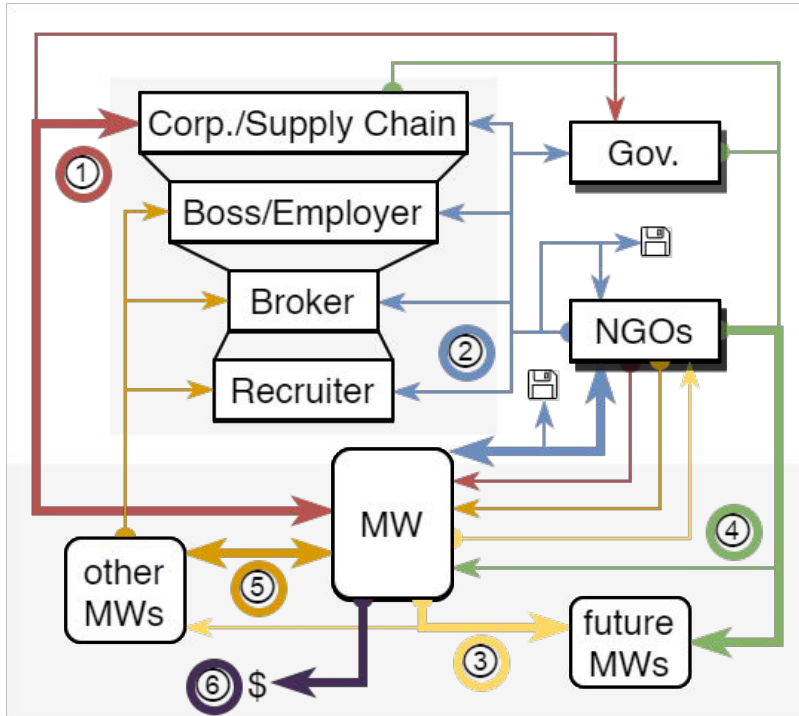 Corp./Supply Chain
Gov.
1
Boss/Employer
Broker
NGOs
2
Recruiter
MW
4
other
MWs
5
future
MWs
3
6
$